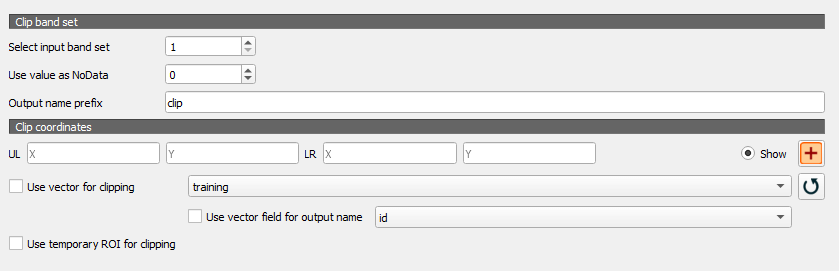 Clip band set
Select input band set 1
Use value as NoData 0
Output name prefix clip
Clip coordinates
UL X Y LR X Y Show
Use vector for clipping training
Use vector field for output name id
Use temporary ROI for clipping